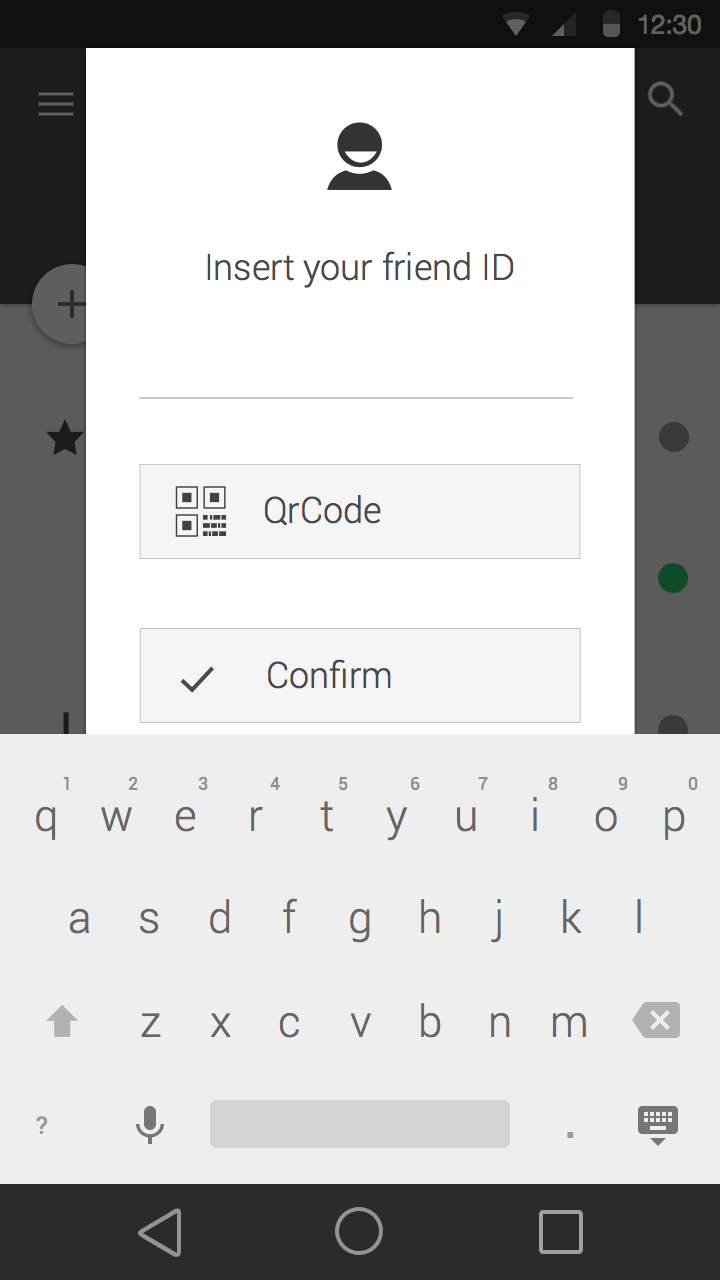 12:30
Insert your friend ID
QrCode
Confirm
1 2 3 4 5 6 7 8 9 0
q w e r t y u i o p
a s d f g h j k l
z x c v b n m
? .